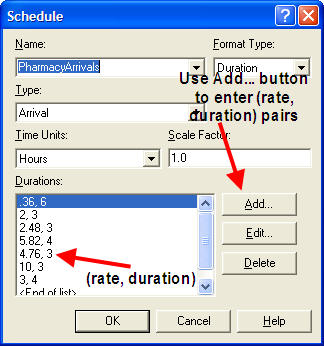 Schedule
Name:
Format Type:
PharmacyArrivals
Duration
Use Add... button
to enter (rate,
duration) pairs
Type:
Arrival
Time Units:
Scale Factor:
Hours
1.0
Durations:
.36, 6
2, 3
2.48, 3
5.82, 4
4.76, 3
10, 3
3, 4
<End of list>
(rate, duration)
Add...
Edit...
Delete
OK
Cancel
Help